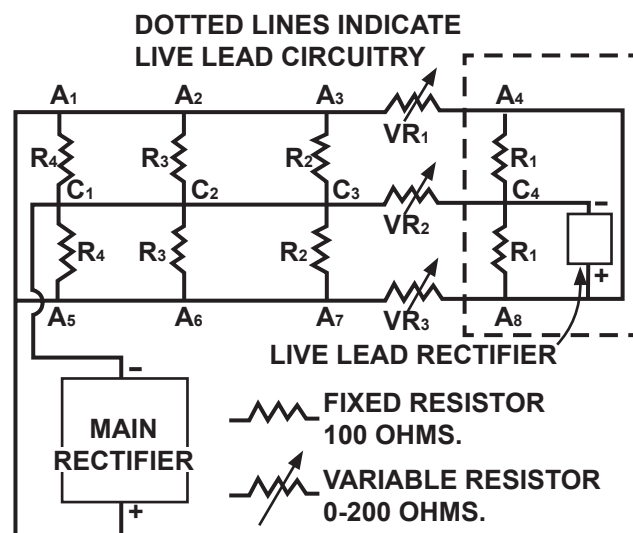 DOTTED LINES INDICATE
LIVE LEAD CIRCUITRY
A1 A2 A3 A4
VR1
R4 R3 R2 R1
C1 C2 C3 C4
-
VR2
R4 R3 R2 R1
+
A5 A6 A7 VR3 A8
LIVE LEAD RECTIFIER
-
MAIN
RECTIFIER
+
FIXED RESISTOR
100 OHMS.
VARIABLE RESISTOR
0-200 OHMS.